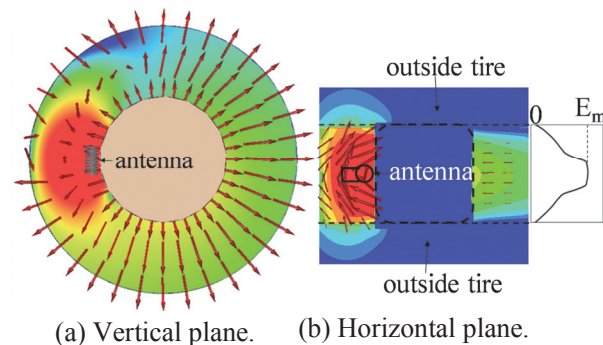 antenna
(a) Vertical plane.
outside tire
0
E_m
antenna
outside tire
(b) Horizontal plane.